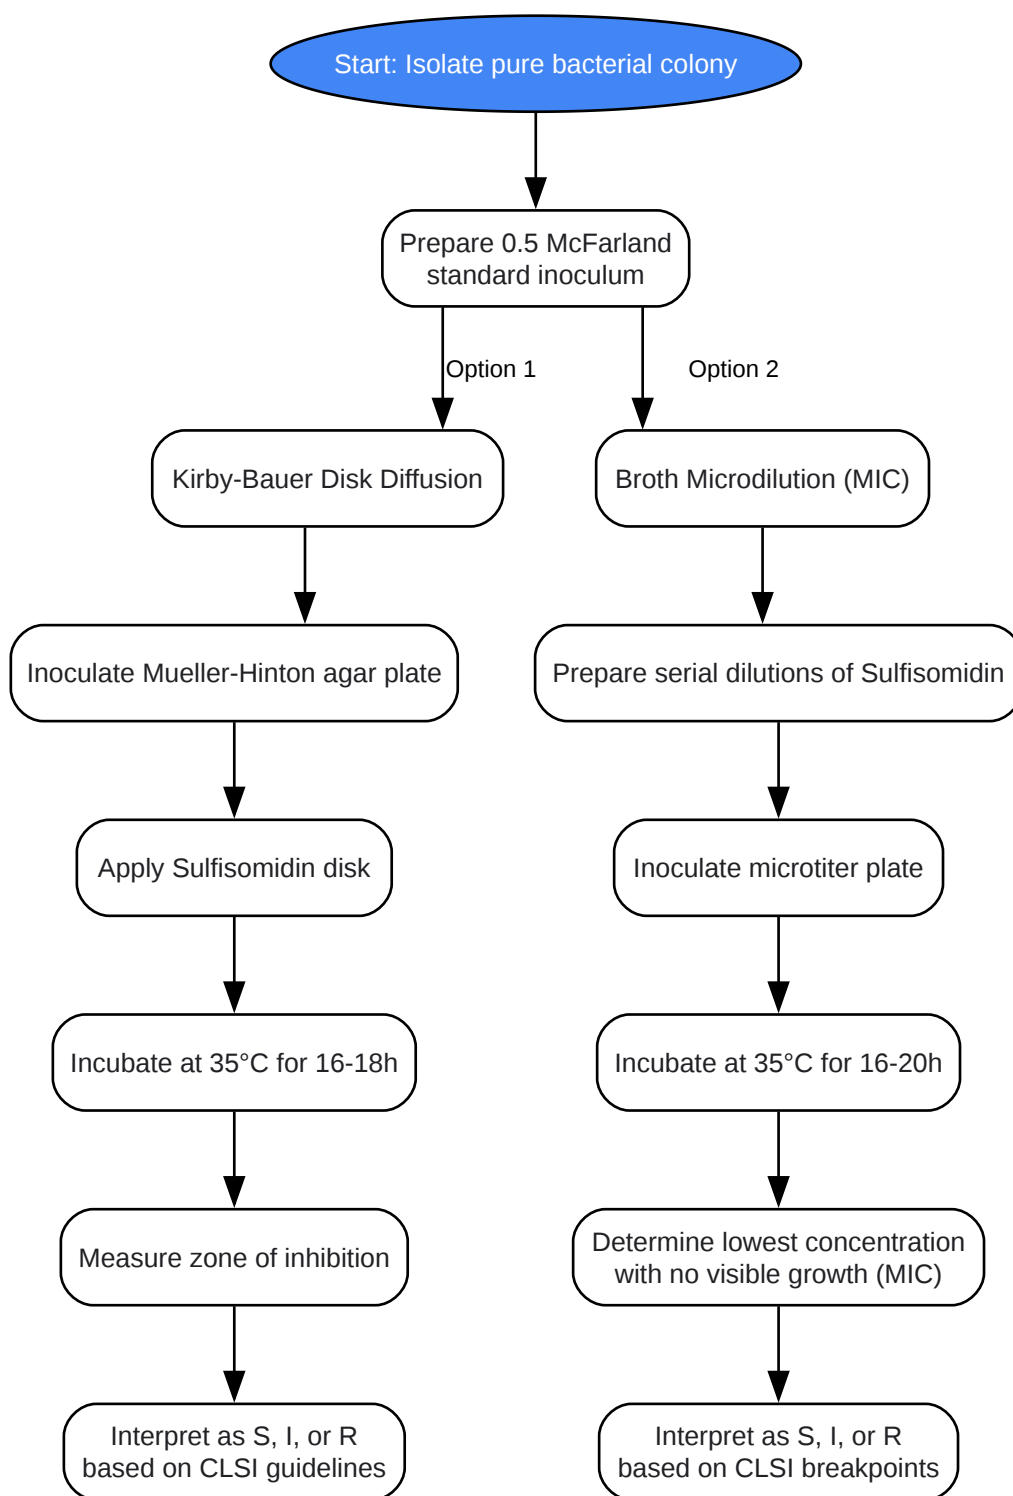 Start: Isolate pure bacterial colony
Prepare 0.5 McFarland
standard inoculum
Option 1
Option 2
Kirby-Bauer Disk Diffusion
Broth Microdilution (MIC)
Inoculate Mueller-Hinton agar plate
Prepare serial dilutions of Sulfisomidin
Apply Sulfisomidin disk
Inoculate microtiter plate
Incubate at 35°C for 16-18h
Incubate at 35°C for 16-20h
Measure zone of inhibition
Determine lowest concentration
with no visible growth (MIC)
Interpret as S, I, or R
based on CLSI guidelines
Interpret as S, I, or R
based on CLSI breakpoints